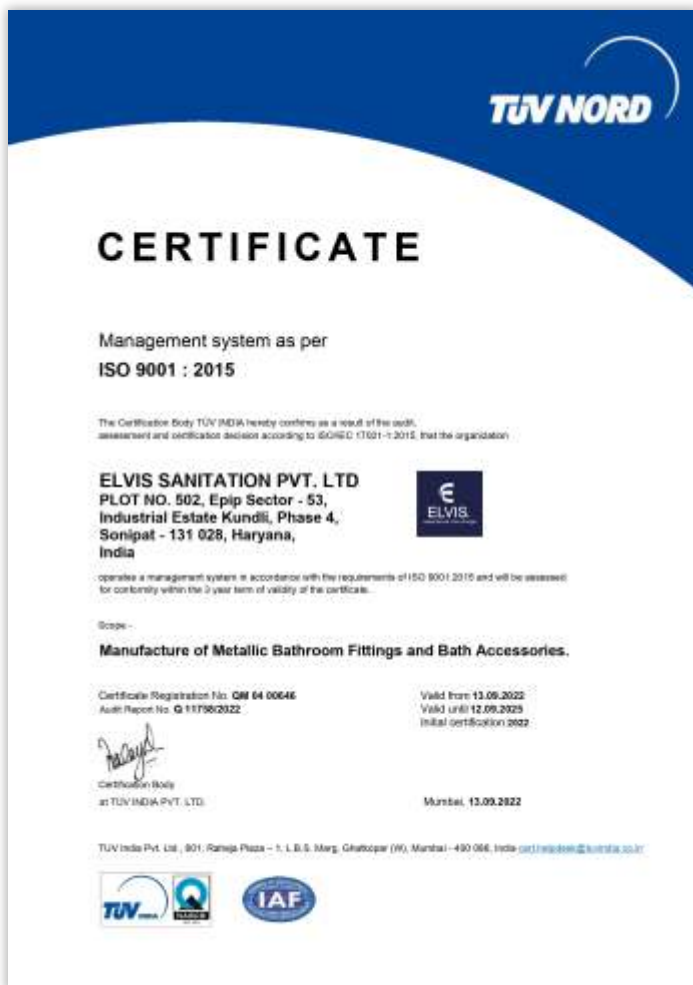 TÜV NORD
CERTIFICATE
Management system as per
ISO 9001 : 2015
The Certification Body TÜV INDIA hereby confirms as a result of the audit,
assessment and certification decision according to ISO/IEC 17021-1:2015, that the organization
ELVIS SANITATION PVT. LTD
PLOT NO. 502, Epip Sector - 53,
Industrial Estate Kundli, Phase 4,
Sonipat - 131 028, Haryana,
India
ELVIS
operates a management system in accordance with the requirements of ISO 9001:2015 and will be assessed
for conformity within the 3 year term of validity of the certificate.
Scope -
Manufacture of Metallic Bathroom Fittings and Bath Accessories.
Certificate Registration No. QM 04 00646
Audit Report No. Q 11758/2022
Valid from 13.09.2022
Valid until 12.09.2025
Initial certification 2022
Certification Body
at TÜV INDIA PVT. LTD.
Mumbai, 13.09.2022
TÜV India Pvt. Ltd., 801, Raheja Plaza – 1, L.B.S. Marg, Ghatkopar (W), Mumbai - 400 086, India
TÜV INDIA
NABCB
IAF